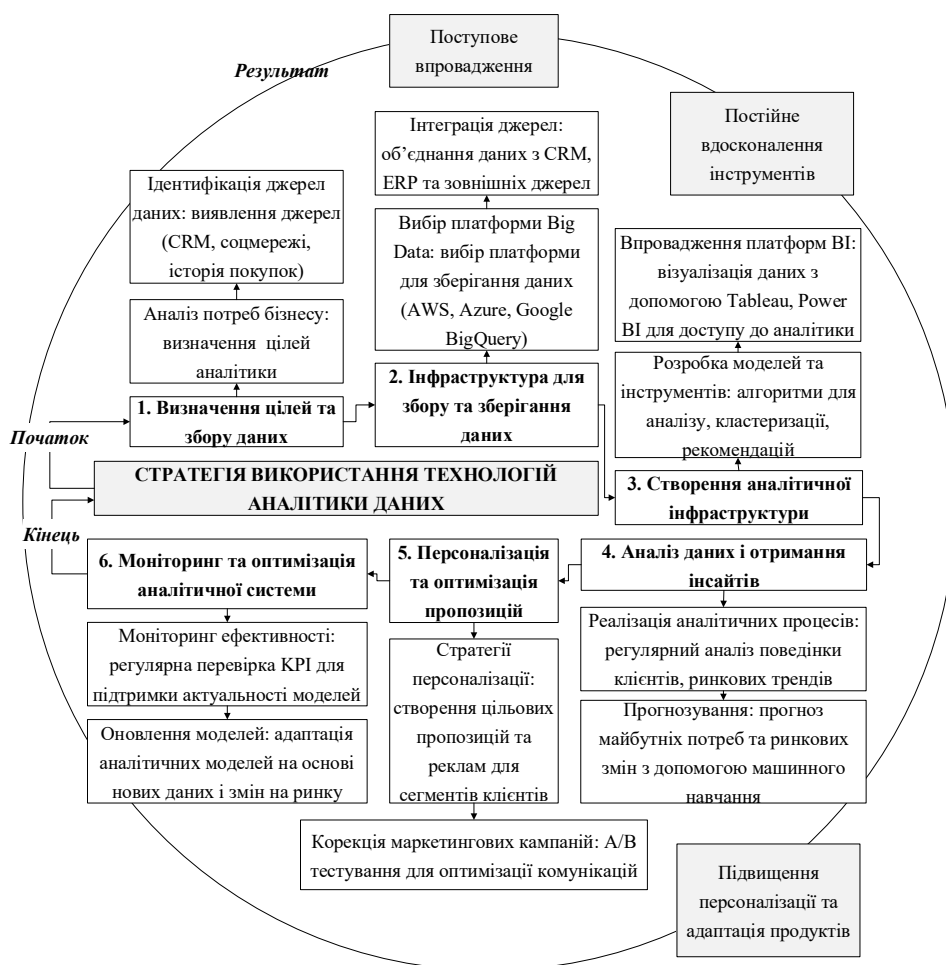 Поступове
впровадження
Результат
Постійне
вдосконалення
інструментів
Інтеграція джерел:
об’єднання даних з CRM,
ERP та зовнішніх джерел
Ідентифікація джерел
даних: виявлення джерел
(CRM, соцмережі,
історія покупок)
Вибір платформи Big
Data: вибір платформи
для зберігання даних
(AWS, Azure, Google
BigQuery)
Впровадження платформ BI:
візуалізація даних з
допомогою Tableau, Power
BI для доступу до аналітики
Аналіз потреб бізнесу:
визначення цілей
аналітики
Розробка моделей та
інструментів: алгоритми для
аналізу, кластеризації,
рекомендацій
1. Визначення цілей та
збору даних
2. Інфраструктура для
збору та зберігання
даних
Початок
СТРАТЕГІЯ ВИКОРИСТАННЯ ТЕХНОЛОГІЙ
АНАЛІТИКИ ДАНИХ
3. Створення аналітичної
інфраструктури
Кінець
6. Моніторинг та оптимізація
аналітичної системи
5. Персоналізація
та оптимізація
пропозицій
4. Аналіз даних і отримання
інсайтів
Моніторинг ефективності:
регулярна перевірка KPI для
підтримки актуальності моделей
Стратегії
персоналізації:
створення цільових
пропозицій та
реклам для
сегментів клієнтів
Реалізація аналітичних процесів:
регулярний аналіз поведінки
клієнтів, ринкових трендів
Оновлення моделей: адаптація
аналітичних моделей на основі
нових даних і змін на ринку
Прогнозування: прогноз
майбутніх потреб та ринкових
змін з допомогою машинного
навчання
Корекція маркетингових кампаній: A/B
тестування для оптимізації комунікацій
Підвищення
персоналізації та
адаптація продуктів